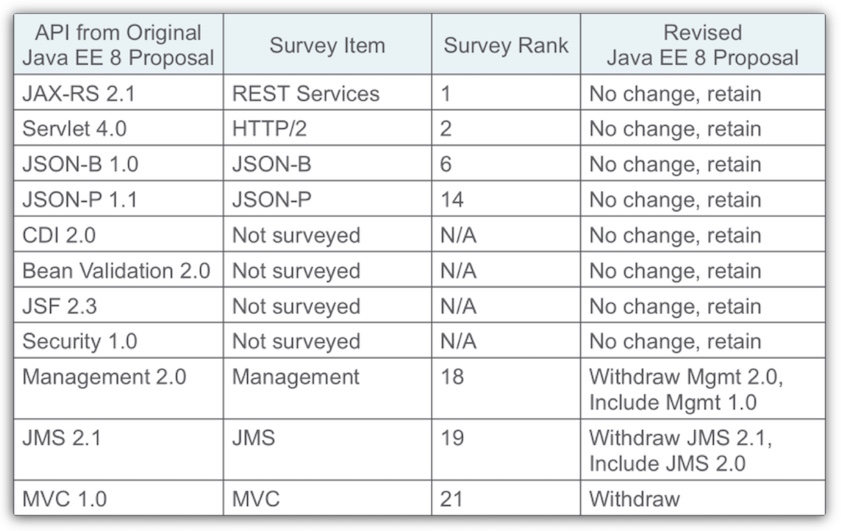 API from Original Java EE 8 Proposal | Survey Item | Survey Rank | Revised Java EE 8 Proposal
JAX-RS 2.1 | REST Services | 1 | No change, retain
Servlet 4.0 | HTTP/2 | 2 | No change, retain
JSON-B 1.0 | JSON-B | 6 | No change, retain
JSON-P 1.1 | JSON-P | 14 | No change, retain
CDI 2.0 | Not surveyed | N/A | No change, retain
Bean Validation 2.0 | Not surveyed | N/A | No change, retain
JSF 2.3 | Not surveyed | N/A | No change, retain
Security 1.0 | Not surveyed | N/A | No change, retain
Management 2.0 | Management | 18 | Withdraw Mgmt 2.0, Include Mgmt 1.0
JMS 2.1 | JMS | 19 | Withdraw JMS 2.1, Include JMS 2.0
MVC 1.0 | MVC | 21 | Withdraw